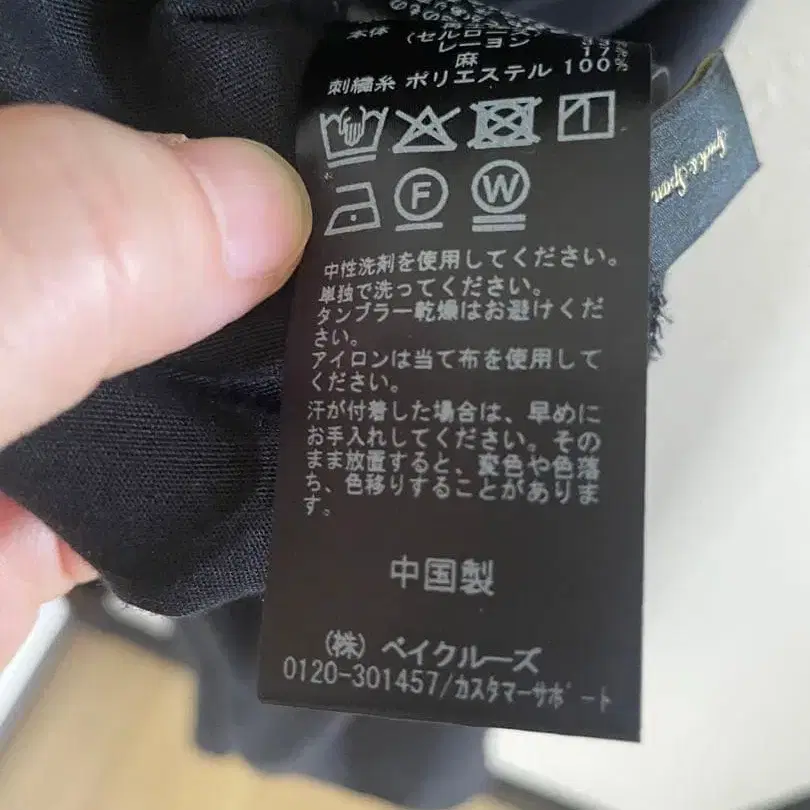 本体 (セルロース)
レーヨン
麻 17%
刺繍糸 ポリエステル 100%
F W
中性洗剤を使用してください。
単独で洗ってください。
タンブラー乾燥はお避けくだ
さい。
アイロンは当て布を使用して
ください。
汗が付着した場合は、早めに
お手入れしてください。その
まま放置すると、変色や色落
ち、色移りすることがありま
す。
中国製
(株) ベイクルーズ
0120-301457/カスタマーサポート
Spick & Span